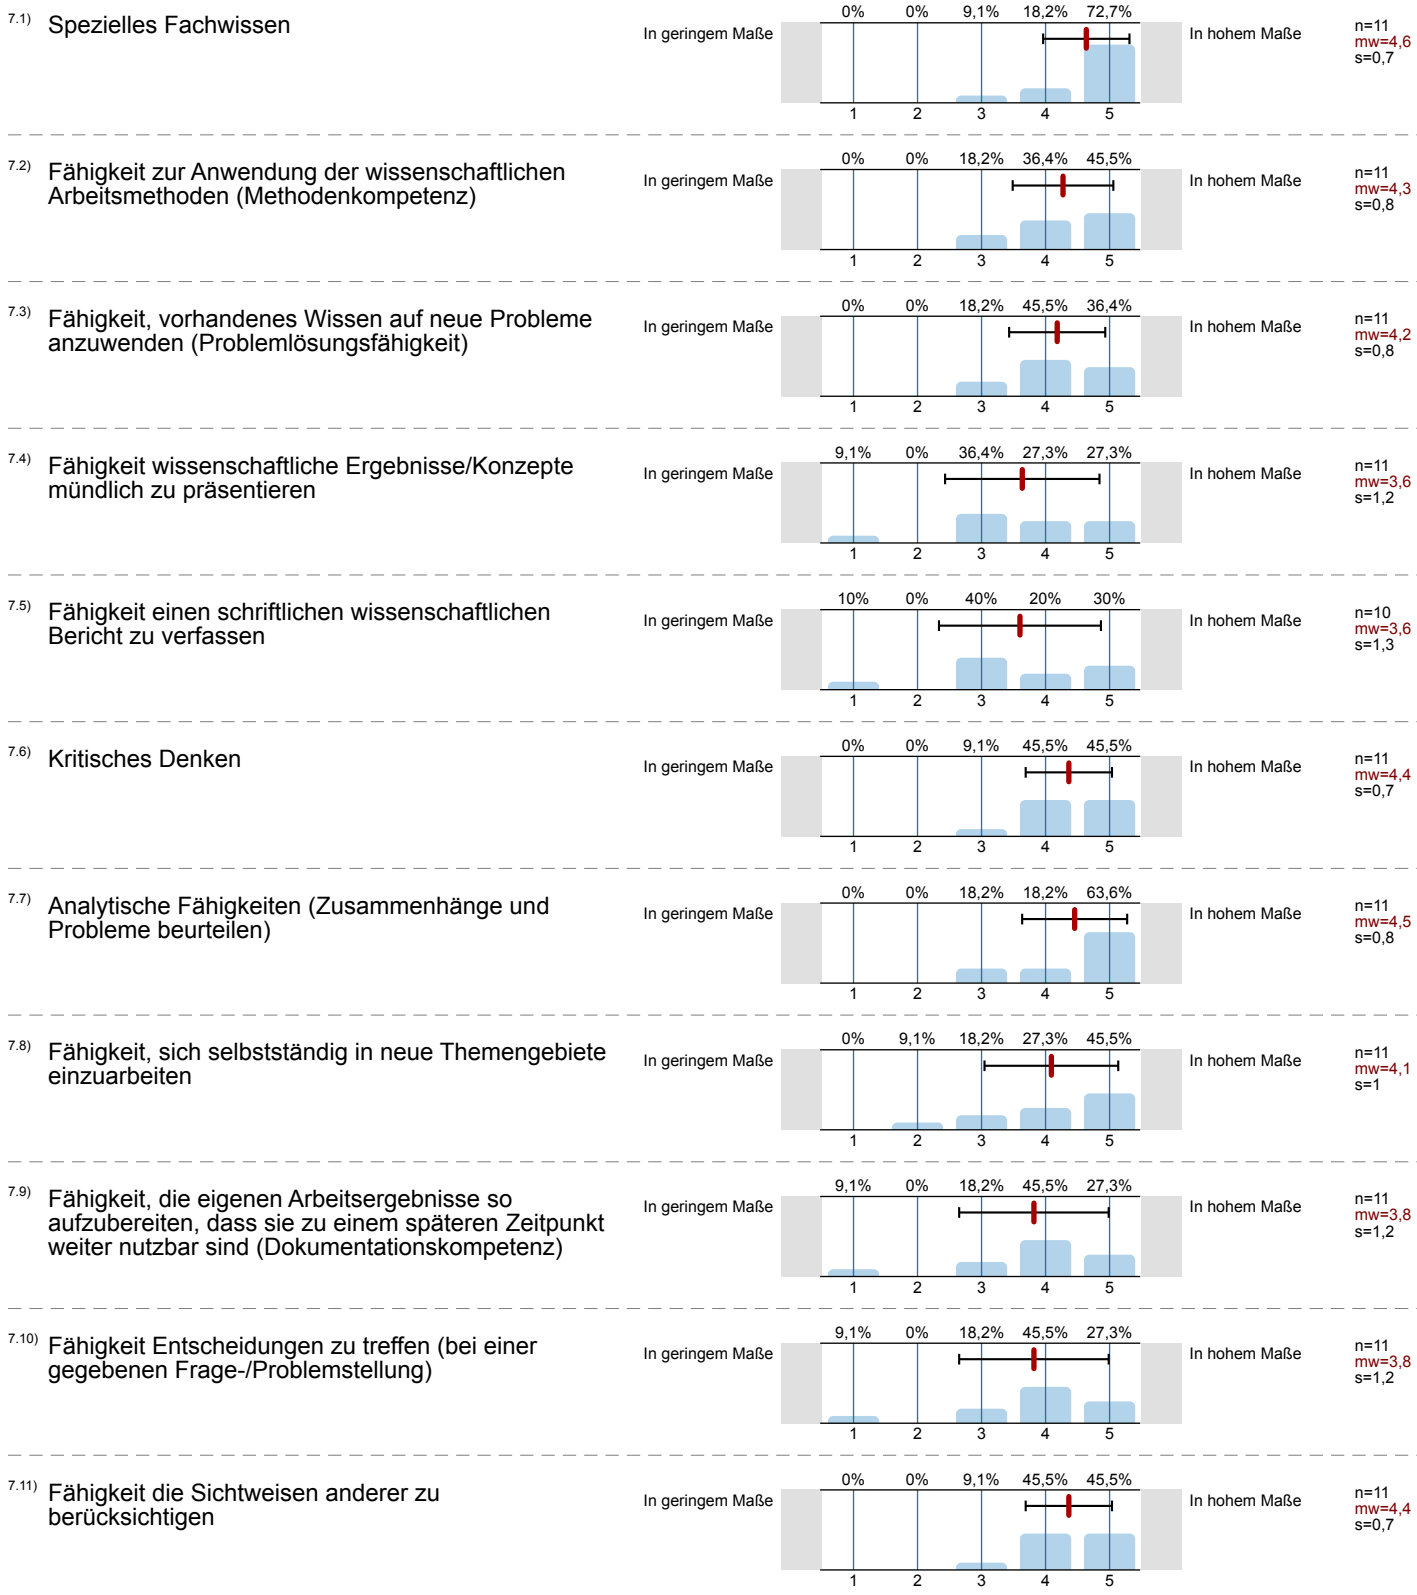 7.1) Spezielles Fachwissen
In geringem Maße
0% 0% 9,1% 18,2% 72,7%
1 2 3 4 5
In hohem Maße
n=11
mw=4,6
s=0,7
7.2) Fähigkeit zur Anwendung der wissenschaftlichen
Arbeitsmethoden (Methodenkompetenz)
In geringem Maße
0% 0% 18,2% 36,4% 45,5%
1 2 3 4 5
In hohem Maße
n=11
mw=4,3
s=0,8
7.3) Fähigkeit, vorhandenes Wissen auf neue Probleme
anzuwenden (Problemlösungsfähigkeit)
In geringem Maße
0% 0% 18,2% 45,5% 36,4%
1 2 3 4 5
In hohem Maße
n=11
mw=4,2
s=0,8
7.4) Fähigkeit wissenschaftliche Ergebnisse/Konzepte
mündlich zu präsentieren
In geringem Maße
9,1% 0% 36,4% 27,3% 27,3%
1 2 3 4 5
In hohem Maße
n=11
mw=3,6
s=1,2
7.5) Fähigkeit einen schriftlichen wissenschaftlichen
Bericht zu verfassen
In geringem Maße
10% 0% 40% 20% 30%
1 2 3 4 5
In hohem Maße
n=10
mw=3,6
s=1,3
7.6) Kritisches Denken
In geringem Maße
0% 0% 9,1% 45,5% 45,5%
1 2 3 4 5
In hohem Maße
n=11
mw=4,4
s=0,7
7.7) Analytische Fähigkeiten (Zusammenhänge und
Probleme beurteilen)
In geringem Maße
0% 0% 18,2% 18,2% 63,6%
1 2 3 4 5
In hohem Maße
n=11
mw=4,5
s=0,8
7.8) Fähigkeit, sich selbstständig in neue Themengebiete
einzuarbeiten
In geringem Maße
0% 9,1% 18,2% 27,3% 45,5%
1 2 3 4 5
In hohem Maße
n=11
mw=4,1
s=1
7.9) Fähigkeit, die eigenen Arbeitsergebnisse so
aufzubereiten, dass sie zu einem späteren Zeitpunkt
weiter nutzbar sind (Dokumentationskompetenz)
In geringem Maße
9,1% 0% 18,2% 45,5% 27,3%
1 2 3 4 5
In hohem Maße
n=11
mw=3,8
s=1,2
7.10) Fähigkeit Entscheidungen zu treffen (bei einer
gegebenen Frage-/Problemstellung)
In geringem Maße
9,1% 0% 18,2% 45,5% 27,3%
1 2 3 4 5
In hohem Maße
n=11
mw=3,8
s=1,2
7.11) Fähigkeit die Sichtweisen anderer zu
berücksichtigen
In geringem Maße
0% 0% 9,1% 45,5% 45,5%
1 2 3 4 5
In hohem Maße
n=11
mw=4,4
s=0,7